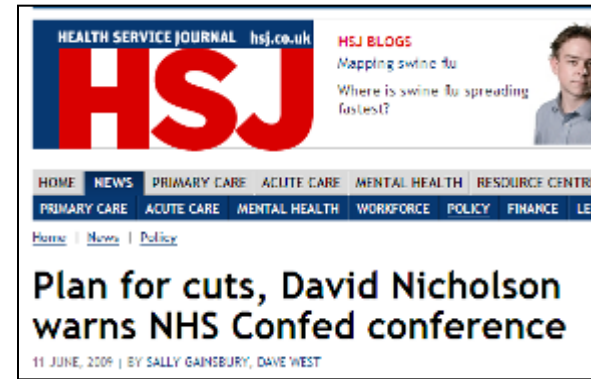 HEALTH SERVICE JOURNAL hsj.co.uk
HSJ
HSJ BLOGS
Mapping swine flu
Where is swine flu spreading
fastest?
HOME NEWS PRIMARY CARE ACUTE CARE MENTAL HEALTH RESOURCE CENTRE
PRIMARY CARE ACUTE CARE MENTAL HEALTH WORKFORCE POLICY FINANCE LE
Home | News | Policy
Plan for cuts, David Nicholson
warns NHS Confed conference
11 JUNE, 2009 | BY SALLY GAINSBURY, DAVE WEST